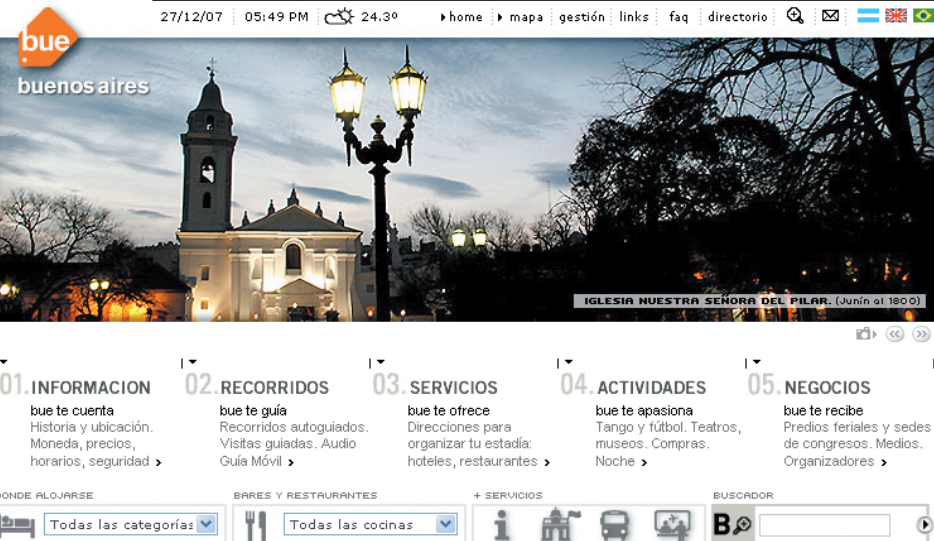 27/12/07 05:49 PM 24.3º home mapa gestión links faq directorio
bue
buenos aires
IGLESIA NUESTRA SEÑORA DEL PILAR. (Junín al 1800)
01. INFORMACION
bue te cuenta
Historia y ubicación.
Moneda, precios,
horarios, seguridad
02. RECORRIDOS
bue te guía
Recorridos autoguiados.
Visitas guiadas. Audio
Guía Móvil
03. SERVICIOS
bue te ofrece
Direcciones para
organizar tu estadía:
hoteles, restaurantes
04. ACTIVIDADES
bue te apasiona
Tango y fútbol. Teatros,
museos. Compras.
Noche
05. NEGOCIOS
bue te recibe
Predios feriales y sedes
de congresos. Medios.
Organizadores
DONDE ALOJARSE
Todas las categorías
BARES Y RESTAURANTES
Todas las cocinas
+ SERVICIOS
i
BUSCADOR
B